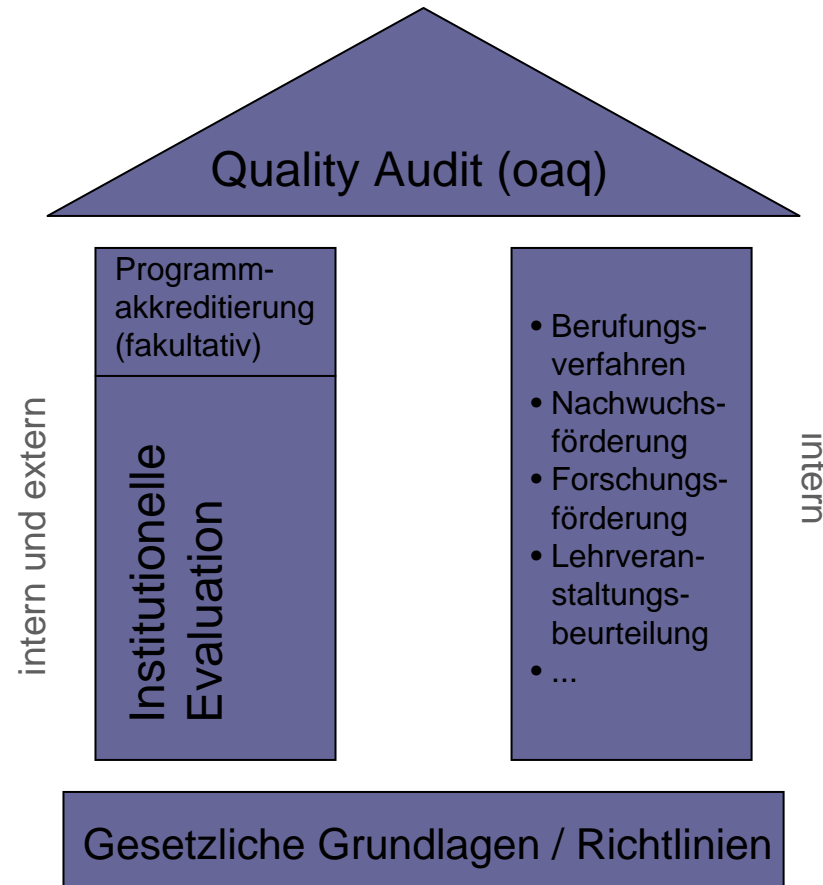 Quality Audit (oaq)
Programm-
akkreditierung
(fakultativ)
Institutionelle
Evaluation
intern und extern
• Berufungs-
verfahren
• Nachwuchs-
förderung
• Forschungs-
förderung
• Lehrveran-
staltungs-
beurteilung
• ...
intern
Gesetzliche Grundlagen / Richtlinien